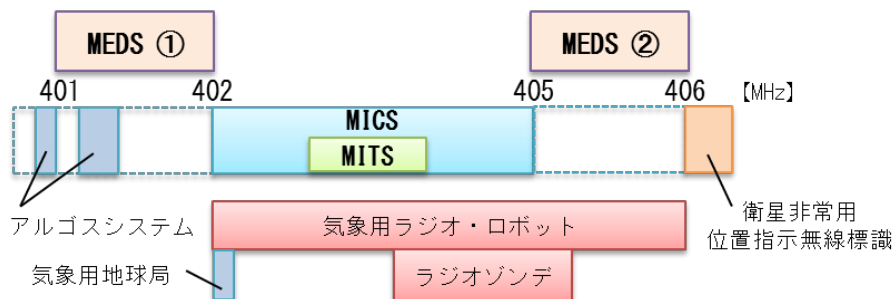 MEDS ① MEDS ②
401 402 405 406 【MHz】
MICS
MITS
アルゴスシステム
気象用ラジオ・ロボット
衛星非常用
位置指示無線標識
気象用地球局
ラジオゾンデ